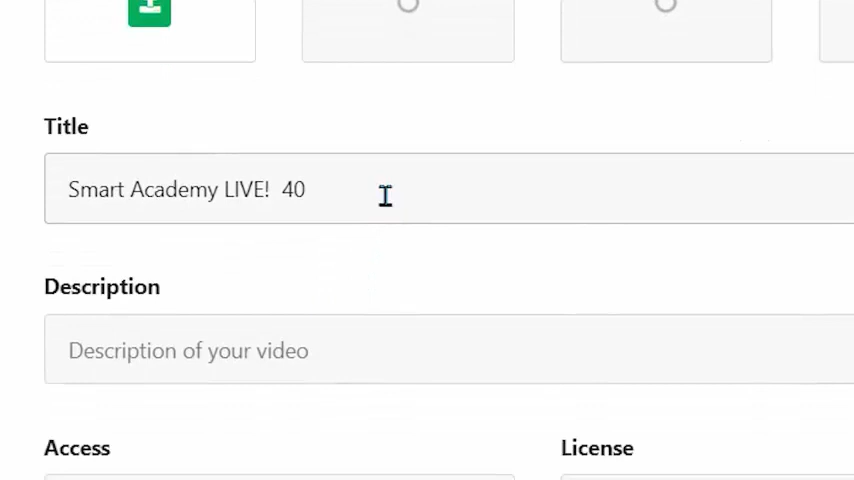 Title
Smart Academy LIVE!  40
Description
Description of your video
Access
License